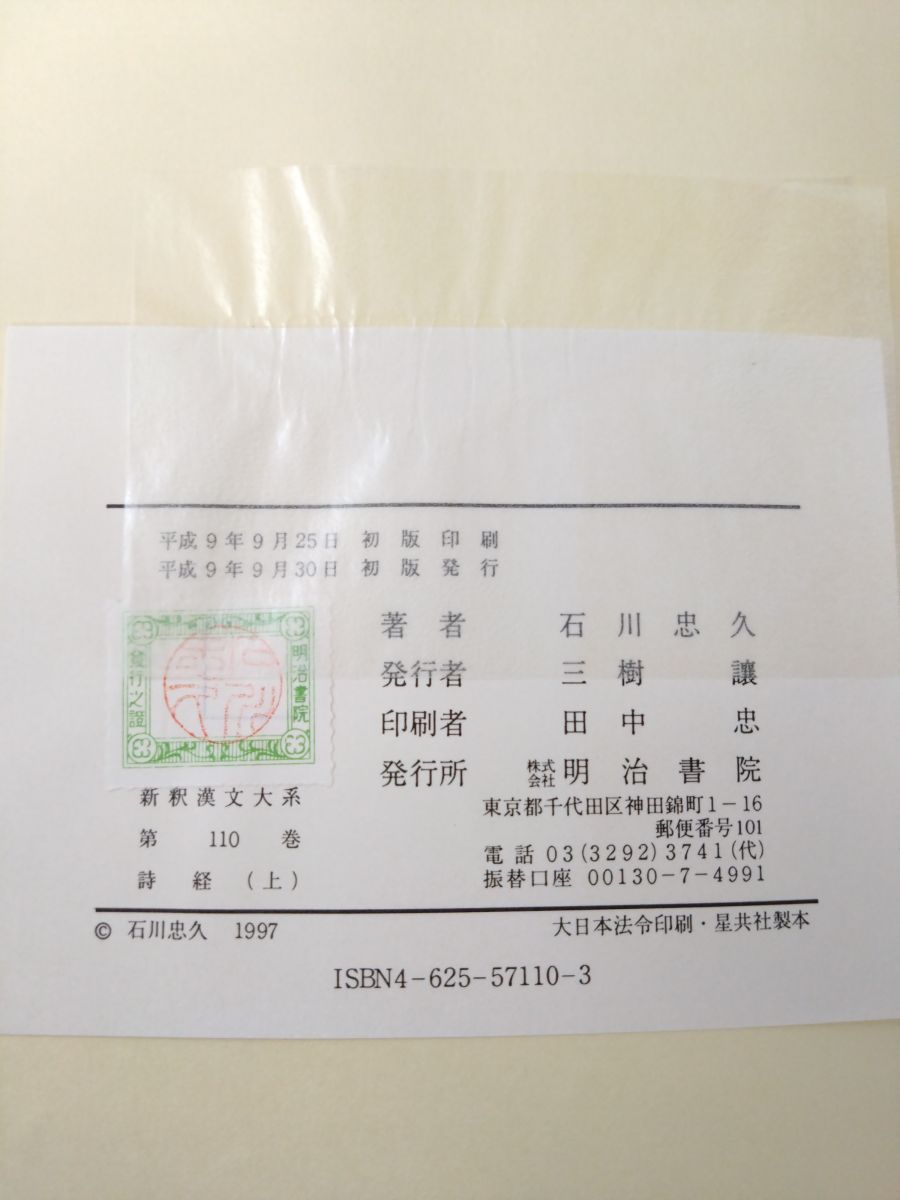 平成9年9月25日 初版印刷
平成9年9月30日 初版発行
著者 石川忠久
発行者 三樹 譲
印刷者 田中 忠
発行所 株式会社 明治書院
東京都千代田区神田錦町1-16
郵便番号101
電話 03(3292)3741(代)
振替口座 00130-7-4991
明治書院
發行之證
新釈漢文大系
第 110 巻
詩経(上)
© 石川忠久 1997
大日本法令印刷・星共社製本
ISBN4-625-57110-3